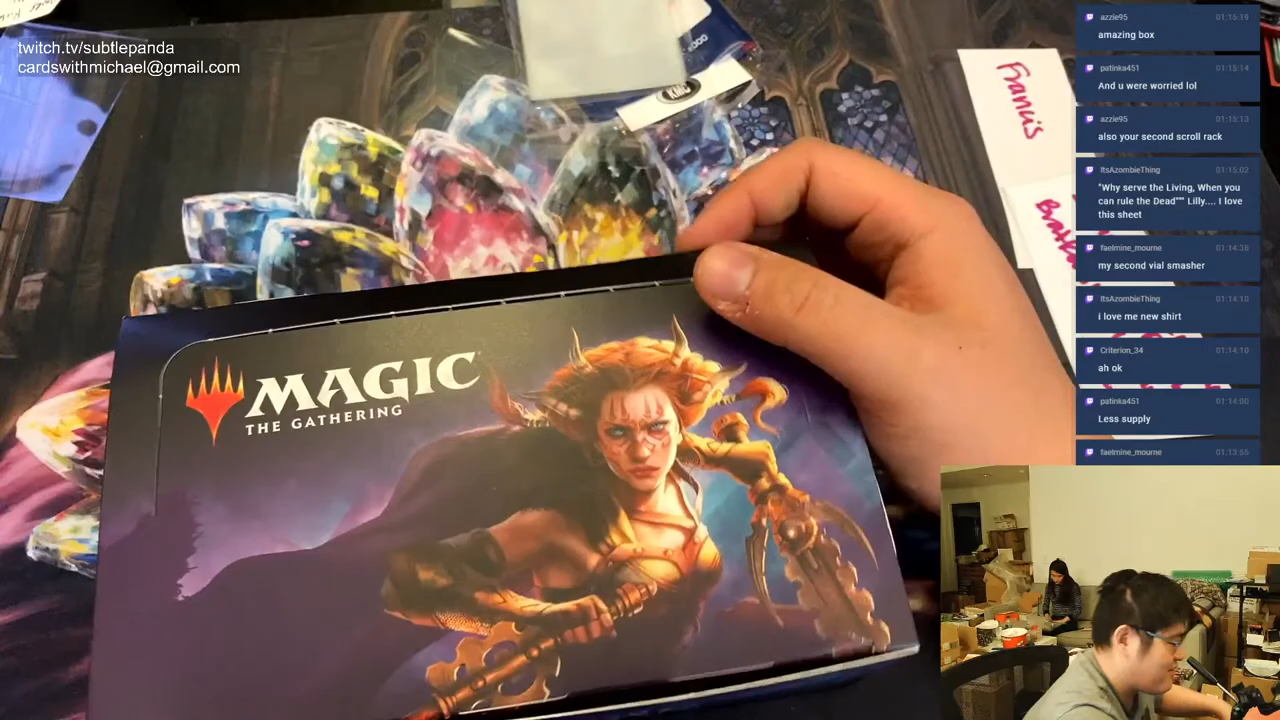 twitch.tv/subtlepanda
cardswithmichael@gmail.com
KMC
Francis
MAGIC
THE GATHERING
azzie95 01:15:19
amazing box
patinka451 01:15:14
And u were worried lol
azzie95 01:15:13
also your second scroll rack
ItsAzombieThing 01:15:02
"Why serve the Living, When you
can rule the Dead"" Lilly.... I love
this sheet
faelmine_mourne 01:14:36
my second vial smasher
ItsAzombieThing 01:14:10
i love me new shirt
Criterion_34 01:14:10
ah ok
patinka451 01:14:00
Less supply
faelmine_mourne 01:13:55